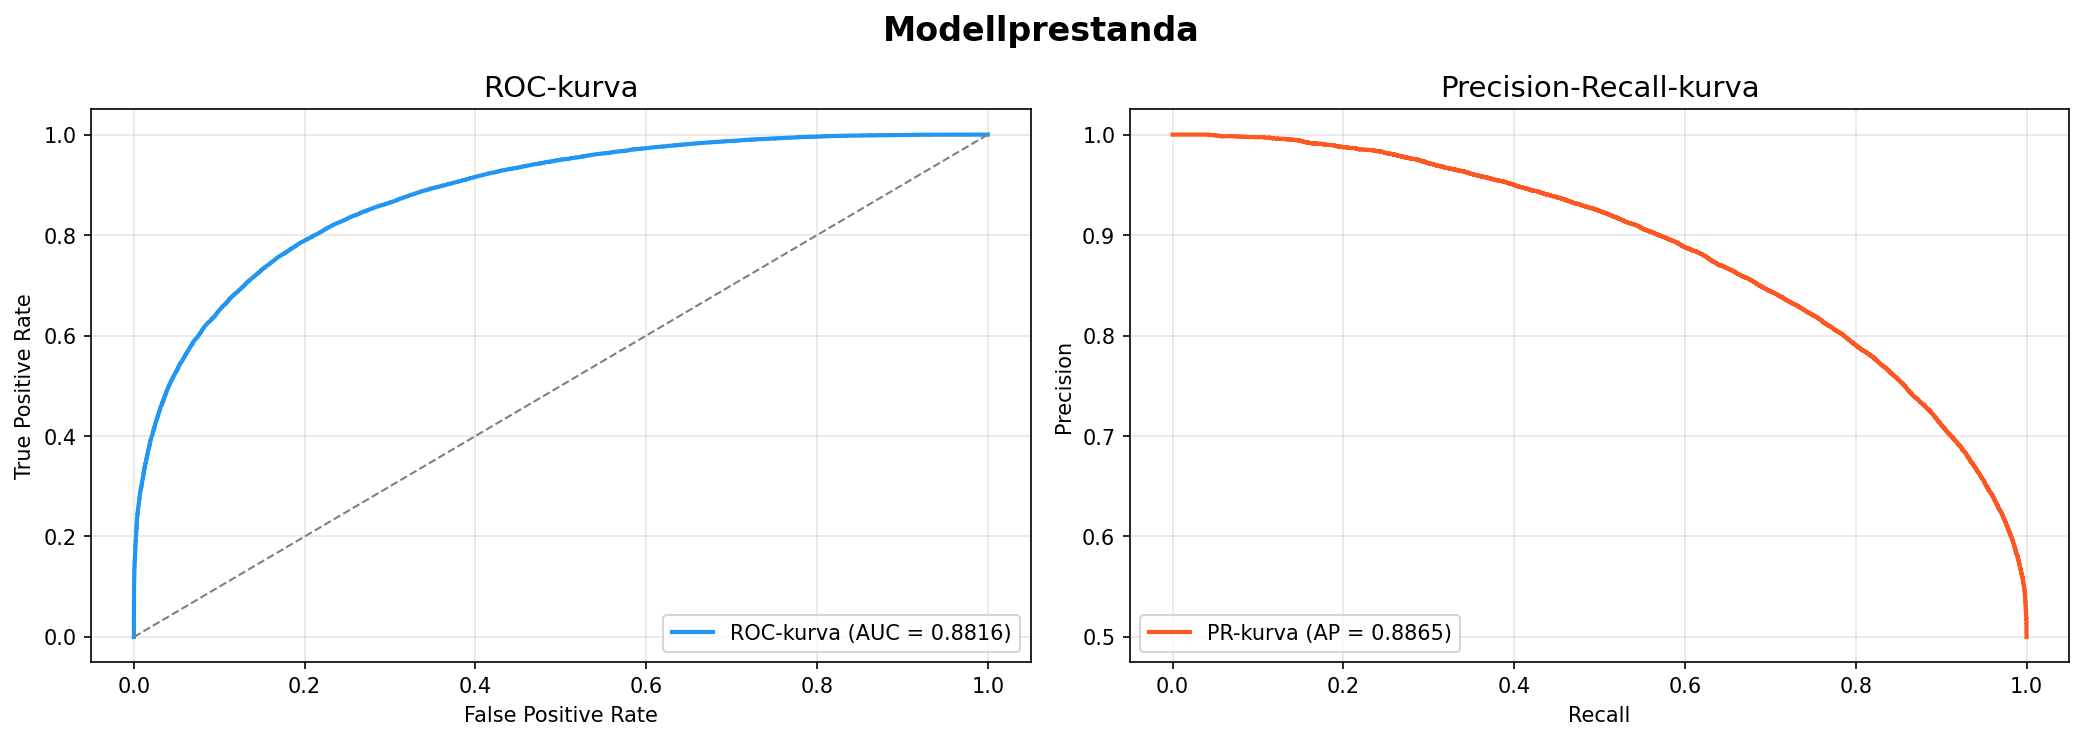 Modellprestanda
ROC-kurva
True Positive Rate
1.0
0.8
0.6
0.4
0.2
0.0
ROC-kurva (AUC = 0.8816)
0.0 0.2 0.4 0.6 0.8 1.0
False Positive Rate
Precision-Recall-kurva
Precision
1.0
0.9
0.8
0.7
0.6
0.5
PR-kurva (AP = 0.8865)
0.0 0.2 0.4 0.6 0.8 1.0
Recall